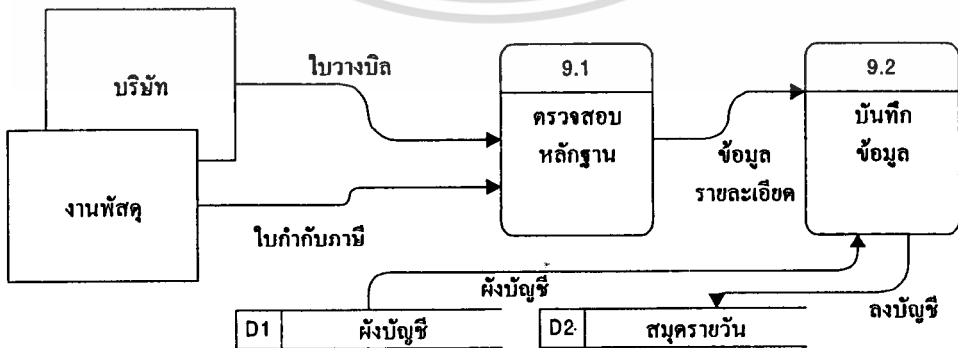 บริษัท
งานพัสดุ
ใบวางบิล
ใบกำกับภาษี
9.1
ตรวจสอบ
หลักฐาน
ข้อมูล
รายละเอียด
9.2
บันทึก
ข้อมูล
ผังบัญชี
ลงบัญชี
D1 ผังบัญชี
D2 สมุดรายวัน